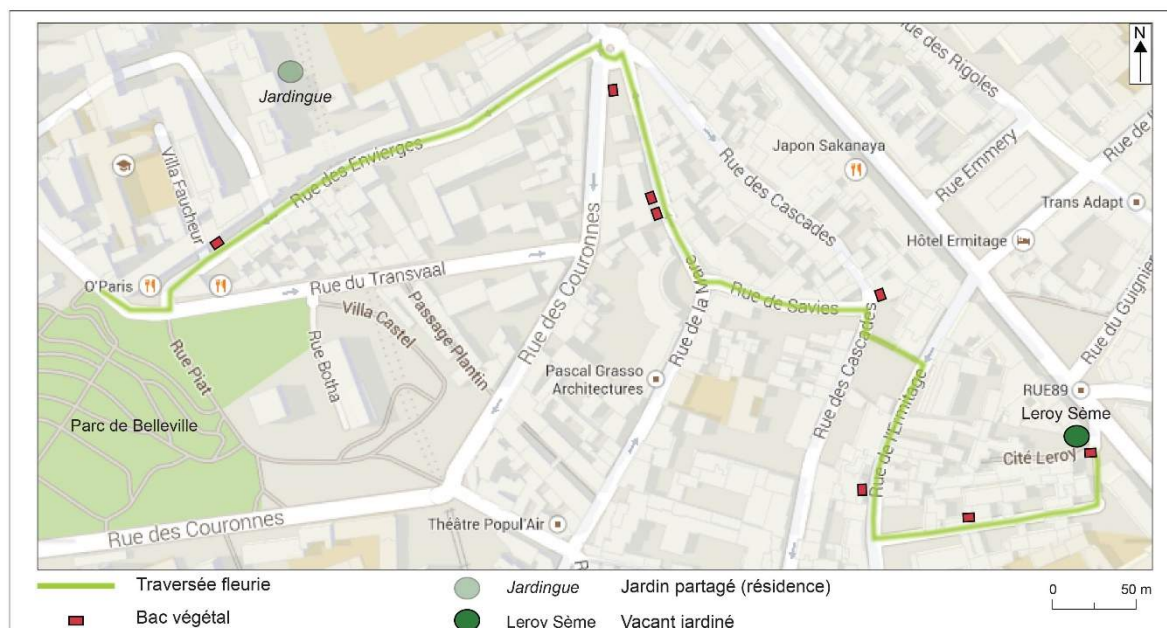 N
Jardingue
Rue des Rigoles
Rue de l
Villa Faucheur
Rue des Envierges
Japon Sakanaya
Rue Emmery
Rue des Cascades
Trans Adapt
Hôtel Ermitage
O'Paris
Rue du Transvaal
Rue des Couronnes
Rue de la Mare
Rue de Savies
Rue du Guignier
Villa Castel
Passage Plantin
Rue Piat
Rue Botha
Pascal Grasso
Architectures
Rue des Cascades
Rue de l'Ermitage
RUE89
Leroy Sème
Parc de Belleville
Cité Leroy
Rue des Couronnes
Théâtre Popul'Air
Traversée fleurie
Jardingue Jardin partagé (résidence)
0 50 m
Bac végétal
Leroy Sème Vacant jardiné